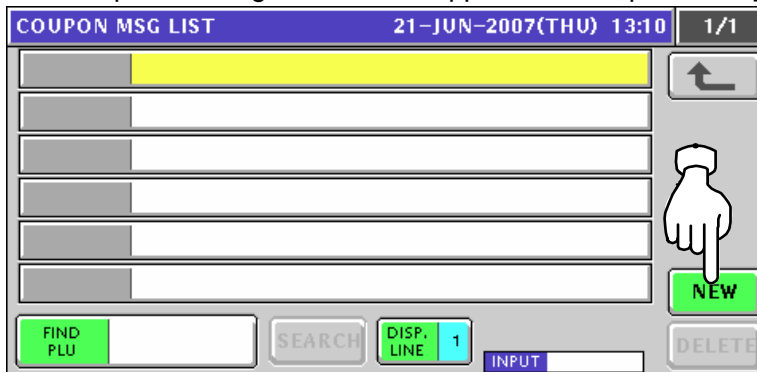 COUPON MSG LIST 21-JUN-2007(THU) 13:10 1/1
NEW
FIND PLU
SEARCH
DISP. LINE 1
INPUT
DELETE